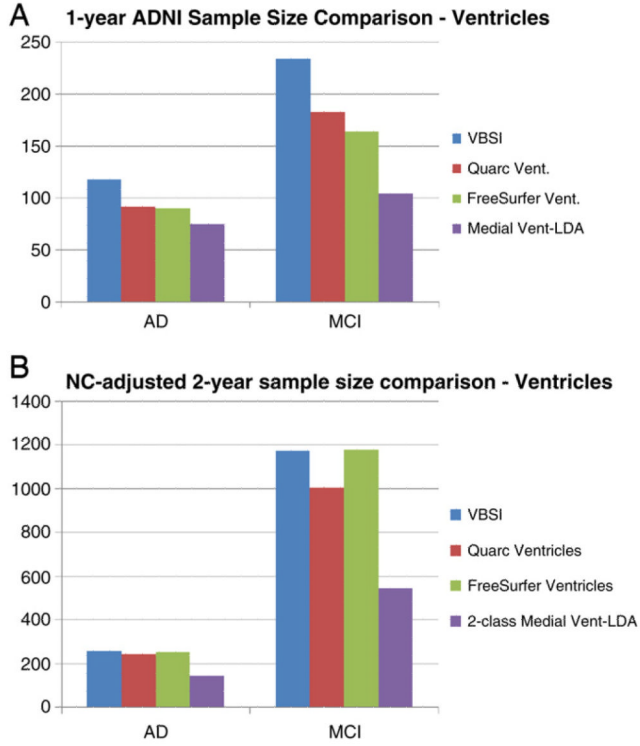 A
1-year ADNI Sample Size Comparison - Ventricles
250
200
150
100
50
0
AD
MCI
VBSI
Quarc Vent.
FreeSurfer Vent.
Medial Vent-LDA
B
NC-adjusted 2-year sample size comparison - Ventricles
1400
1200
1000
800
600
400
200
0
AD
MCI
VBSI
Quarc Ventricles
FreeSurfer Ventricles
2-class Medial Vent-LDA